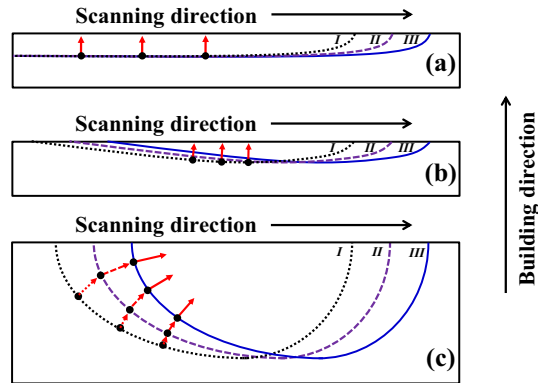 Scanning direction
I II III
(a)
Scanning direction
I II III
(b)
Scanning direction
I II III
(c)
Building direction